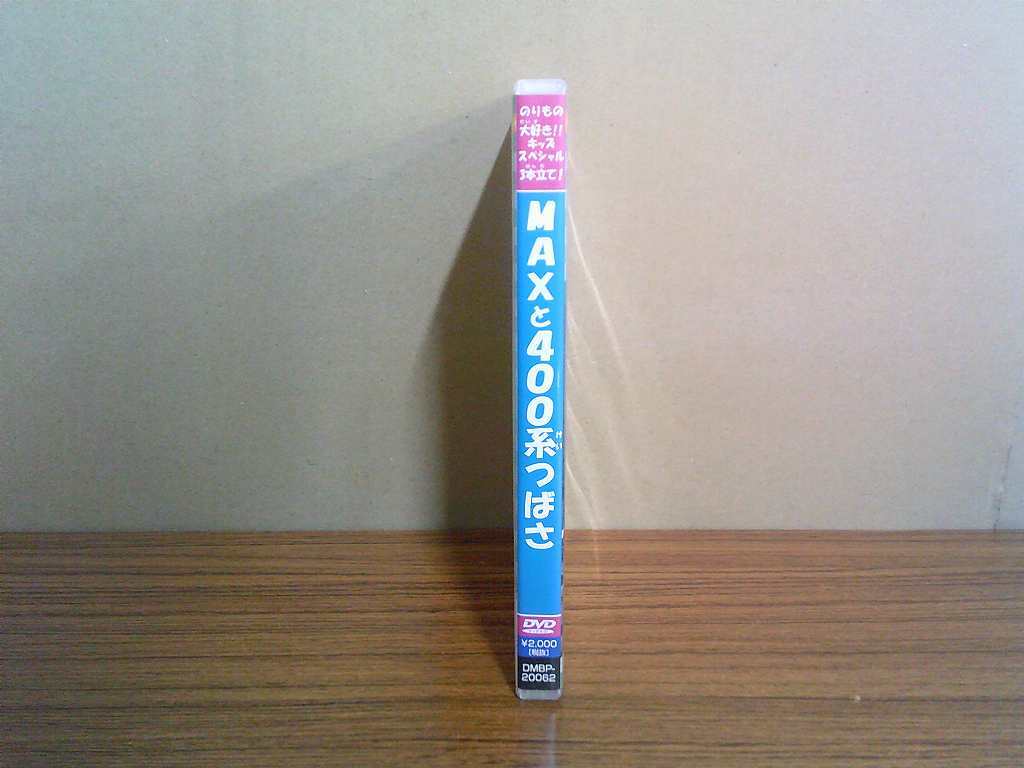 のりもの
大好き!!
キッズ
スペシャル
3本立て!
MAXと400系つばさ
DVD
VIDEO
¥2,000
[税抜]
DMBP-
20062